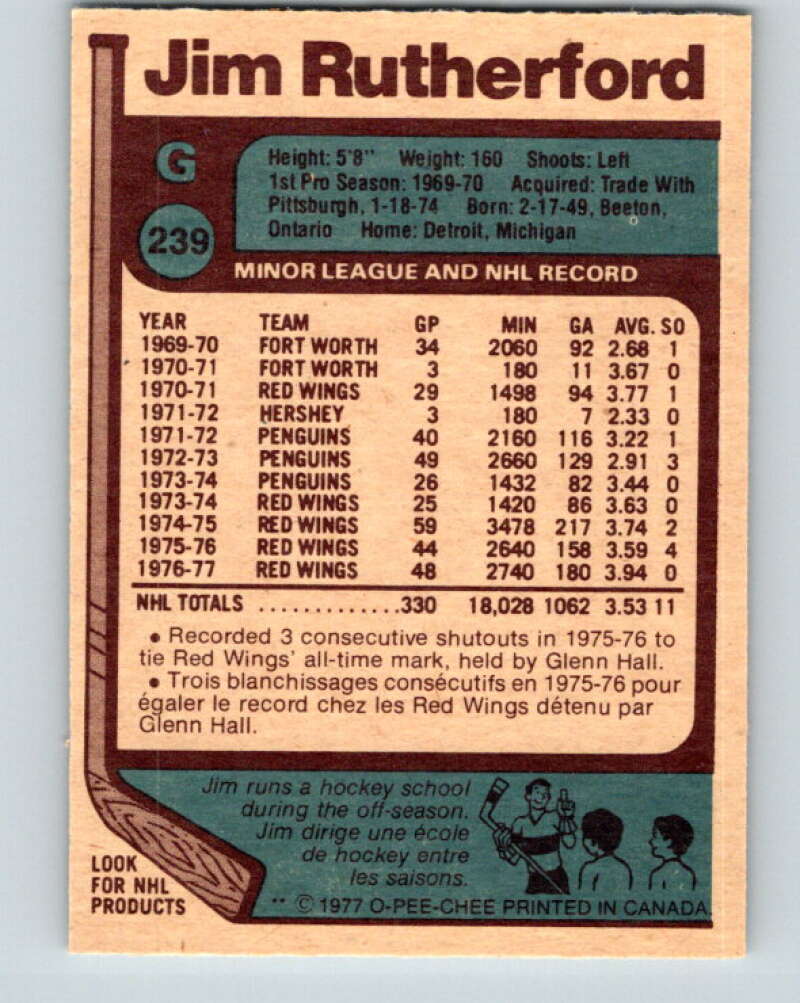 Jim Rutherford
G
239
Height: 5'8" Weight: 160 Shoots: Left
1st Pro Season: 1969-70 Acquired: Trade With
Pittsburgh, 1-18-74 Born: 2-17-49, Beeton,
Ontario Home: Detroit, Michigan
MINOR LEAGUE AND NHL RECORD
YEAR TEAM GP MIN GA AVG. SO
1969-70 FORT WORTH 34 2060 92 2.68 1
1970-71 FORT WORTH 3 180 11 3.67 0
1970-71 RED WINGS 29 1498 94 3.77 1
1971-72 HERSHEY 3 180 7 2.33 0
1971-72 PENGUINS 40 2160 116 3.22 1
1972-73 PENGUINS 49 2660 129 2.91 3
1973-74 PENGUINS 26 1432 82 3.44 0
1973-74 RED WINGS 25 1420 86 3.63 0
1974-75 RED WINGS 59 3478 217 3.74 2
1975-76 RED WINGS 44 2640 158 3.59 4
1976-77 RED WINGS 48 2740 180 3.94 0
NHL TOTALS .............330 18,028 1062 3.53 11
• Recorded 3 consecutive shutouts in 1975-76 to
tie Red Wings' all-time mark, held by Glenn Hall.
• Trois blanchissages consécutifs en 1975-76 pour
égaler le record chez les Red Wings détenu par
Glenn Hall.
Jim runs a hockey school
during the off-season.
Jim dirige une école
de hockey entre
les saisons.
LOOK
FOR NHL
PRODUCTS
** © 1977 O-PEE-CHEE PRINTED IN CANADA